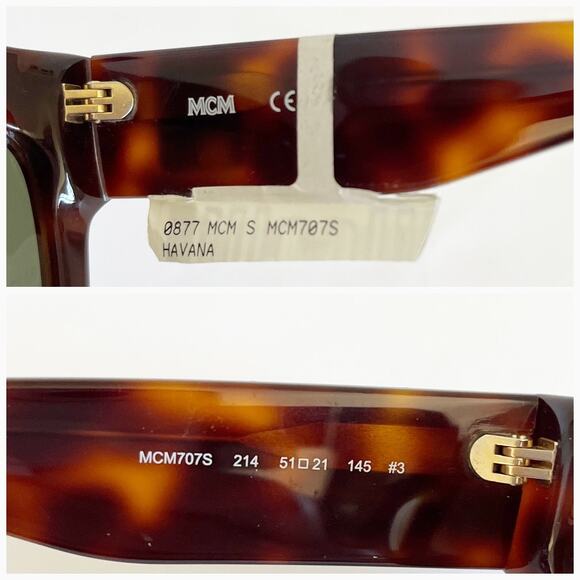 MCM CE
0877 MCM S MCM707S
HAVANA
MCM707S 214 51□21 145 #3